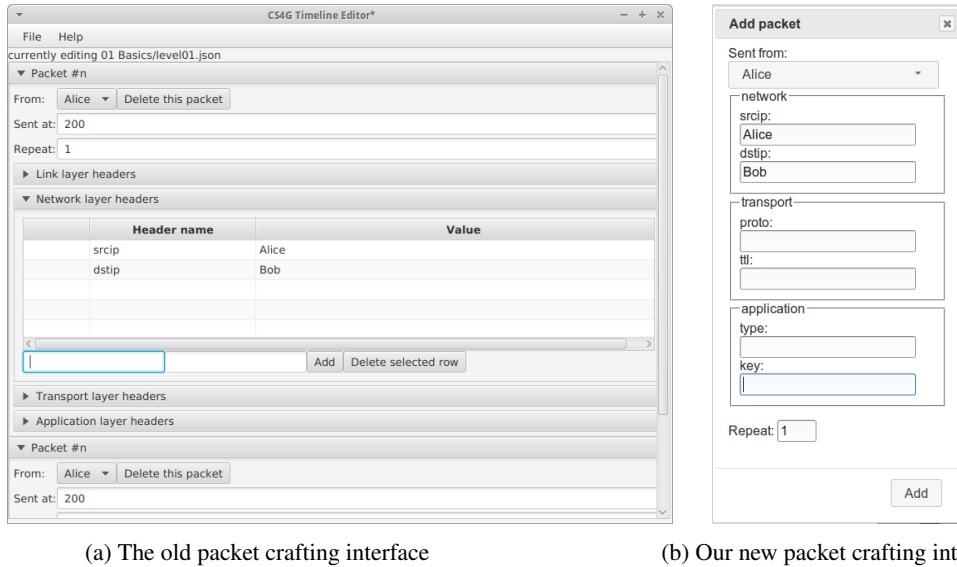 CS4G Timeline Editor*
File Help
currently editing 01 Basics/level01.json
Packet #n
From: Alice Delete this packet
Sent at: 200
Repeat: 1
Link layer headers
Network layer headers
Header name Value
srcip Alice
dstip Bob
Add Delete selected row
Transport layer headers
Application layer headers
Packet #n
From: Alice Delete this packet
Sent at: 200
(a) The old packet crafting interface
Add packet
Sent from:
Alice
network
srcip:
Alice
dstip:
Bob
transport
proto:
ttl:
application
type:
key:
Repeat: 1
Add
(b) Our new packet crafting int